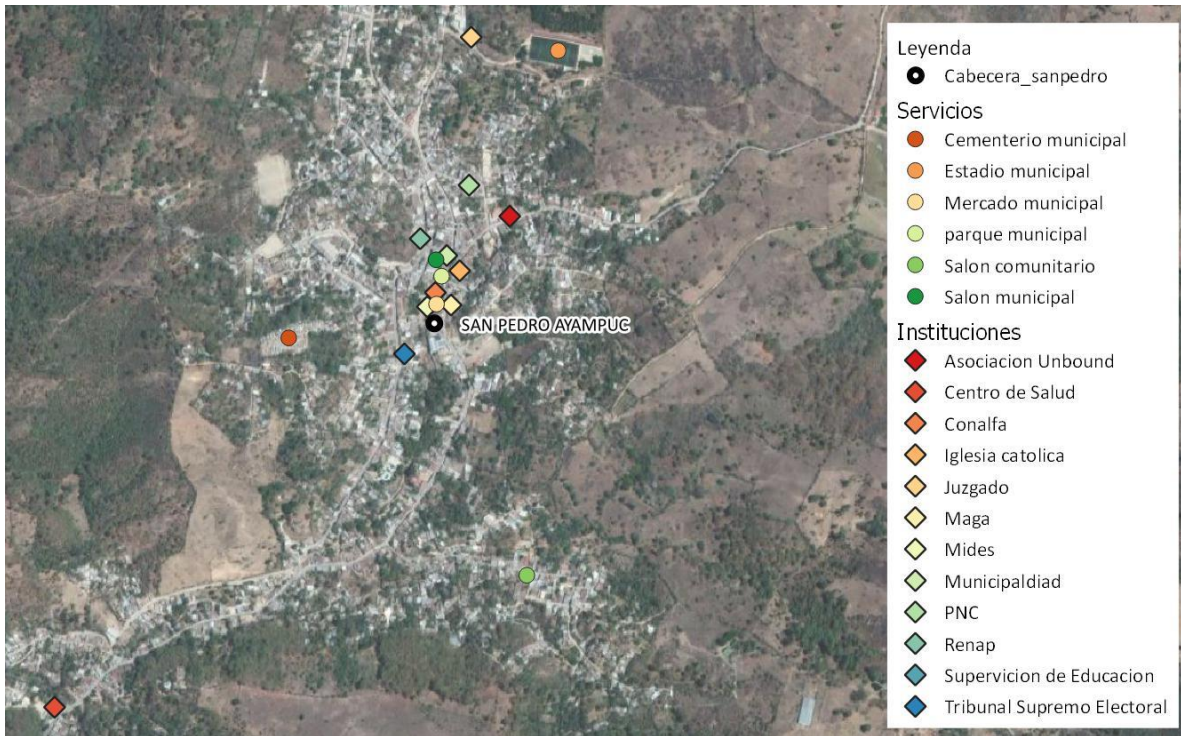 SAN PEDRO AYAMPUC
Leyenda
Cabecera_sanpedro
Servicios
Cementerio municipal
Estadio municipal
Mercado municipal
parque municipal
Salon comunitario
Salon municipal
Instituciones
Asociacion Unbound
Centro de Salud
Conalfa
Iglesia catolica
Juzgado
Maga
Mides
Municipaldiad
PNC
Renap
Supervicion de Educacion
Tribunal Supremo Electoral